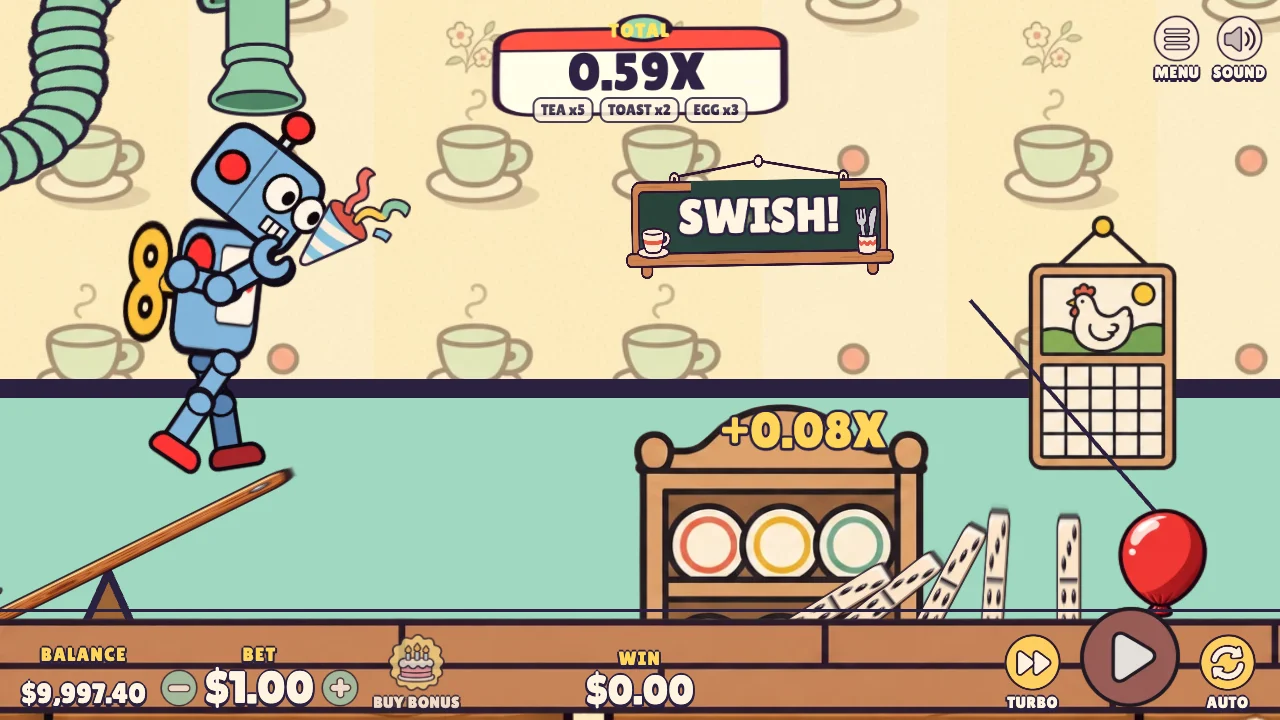 TOTAL
0.59X
TEA x5
TOAST x2
EGG x3
MENU
SOUND
SWISH!
+0.08X
BALANCE
$9,997.40
BET
$1.00
BUY BONUS
WIN
$0.00
TURBO
AUTO